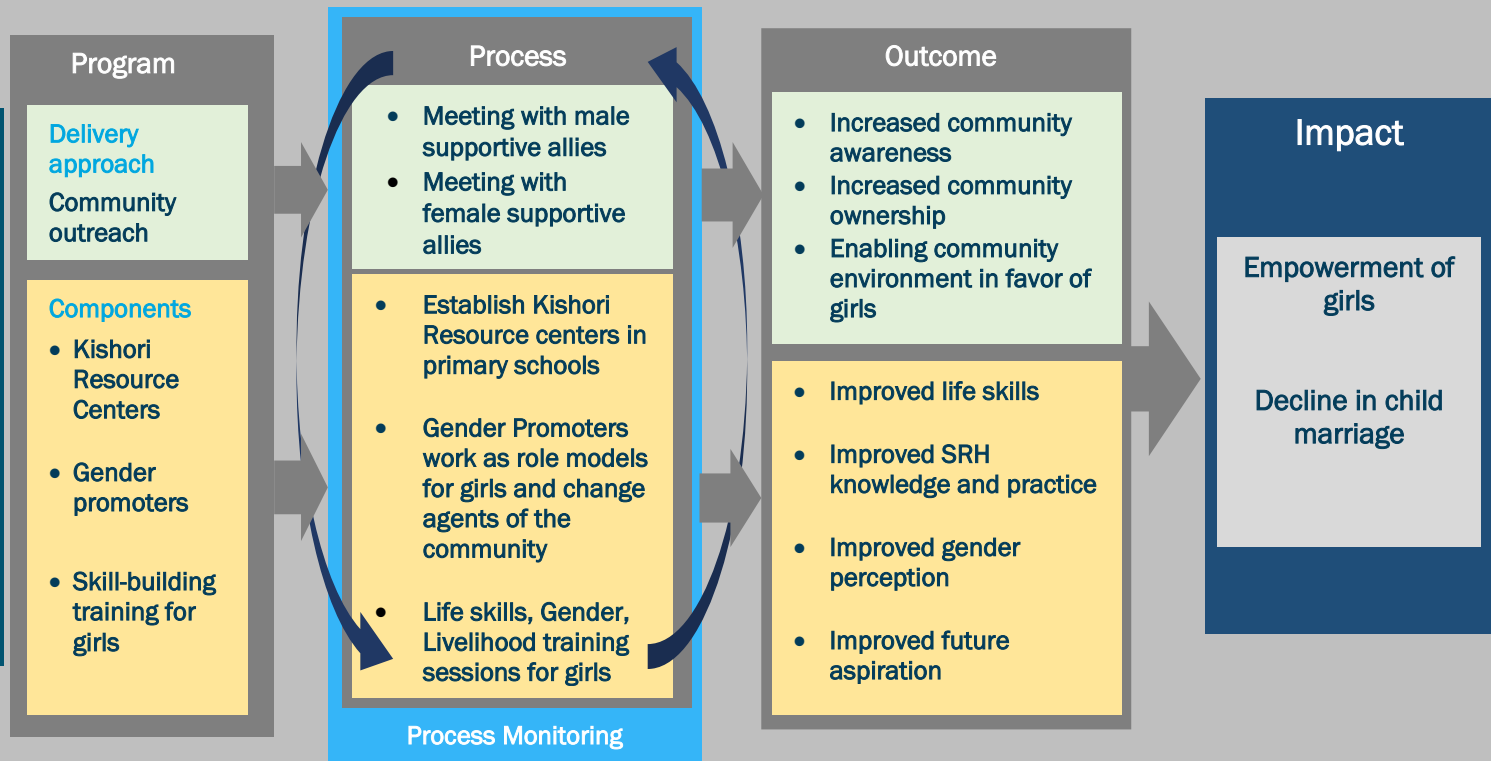 Program
Delivery
approach
Community
outreach
Components
• Kishori
Resource
Centers
• Gender
promoters
• Skill-building
training for
girls
Process
• Meeting with male
supportive allies
• Meeting with
female supportive
allies
• Establish Kishori
Resource centers in
primary schools
• Gender Promoters
work as role models
for girls and change
agents of the
community
• Life skills, Gender,
Livelihood training
sessions for girls
Process Monitoring
Outcome
• Increased community
awareness
• Increased community
ownership
• Enabling community
environment in favor of
girls
• Improved life skills
• Improved SRH
knowledge and practice
• Improved gender
perception
• Improved future
aspiration
Impact
Empowerment of
girls
Decline in child
marriage